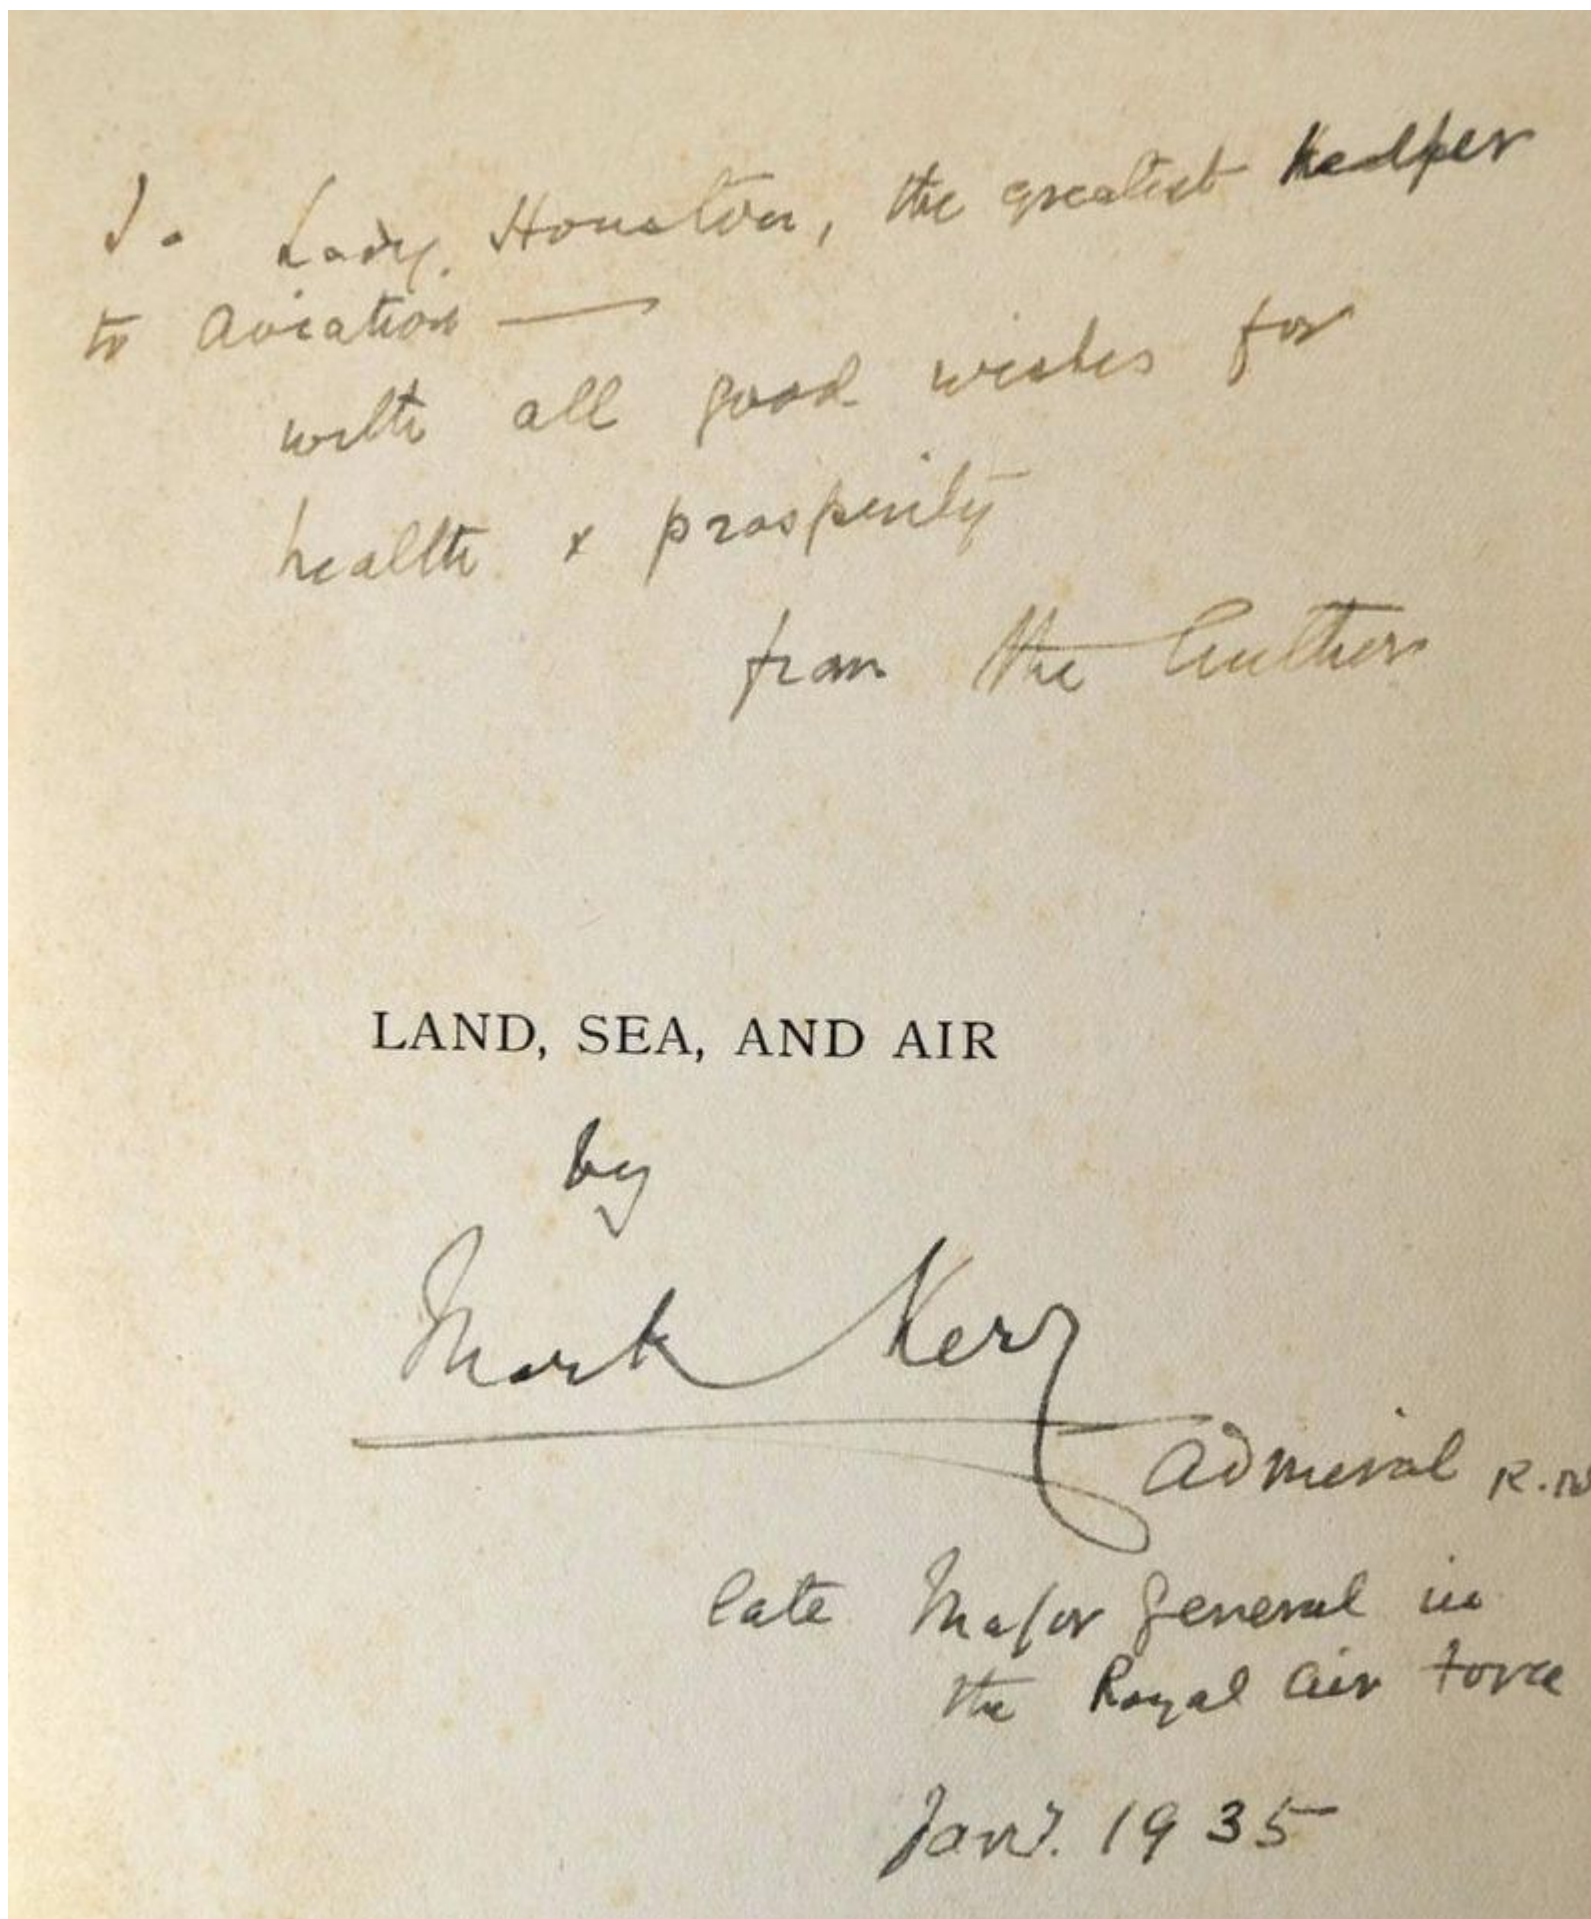 To Lady Houston, the greatest helper
to aviation —
with all good wishes for
health & prosperity
from the Author
LAND, SEA, AND AIR
by
Mark Kerr
Admiral R.N
late Major General in
the Royal Air Force
Jany. 1935